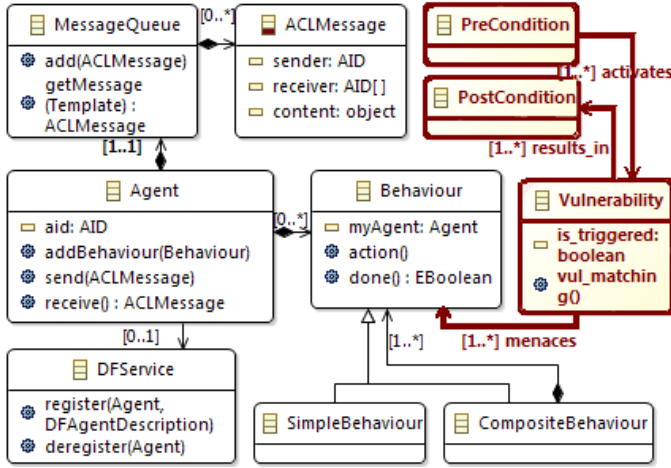 MessageQueue
add(ACLMessage)
getMessage
(Template) :
ACLMessage
[0..*]
ACLMessage
sender: AID
receiver: AID[]
content: object
PreCondition
[1..*] activates
PostCondition
[1..*] results_in
[1..1]
Agent
aid: AID
addBehaviour(Behaviour)
send(ACLMessage)
receive() : ACLMessage
[0..*]
Behaviour
myAgent: Agent
action()
done() : EBoolean
Vulnerability
is_triggered:
boolean
vul_matchin
g()
[0..1]
[1..*]
[1..*] menaces
DFService
register(Agent,
DFAgentDescription)
deregister(Agent)
SimpleBehaviour
CompositeBehaviour